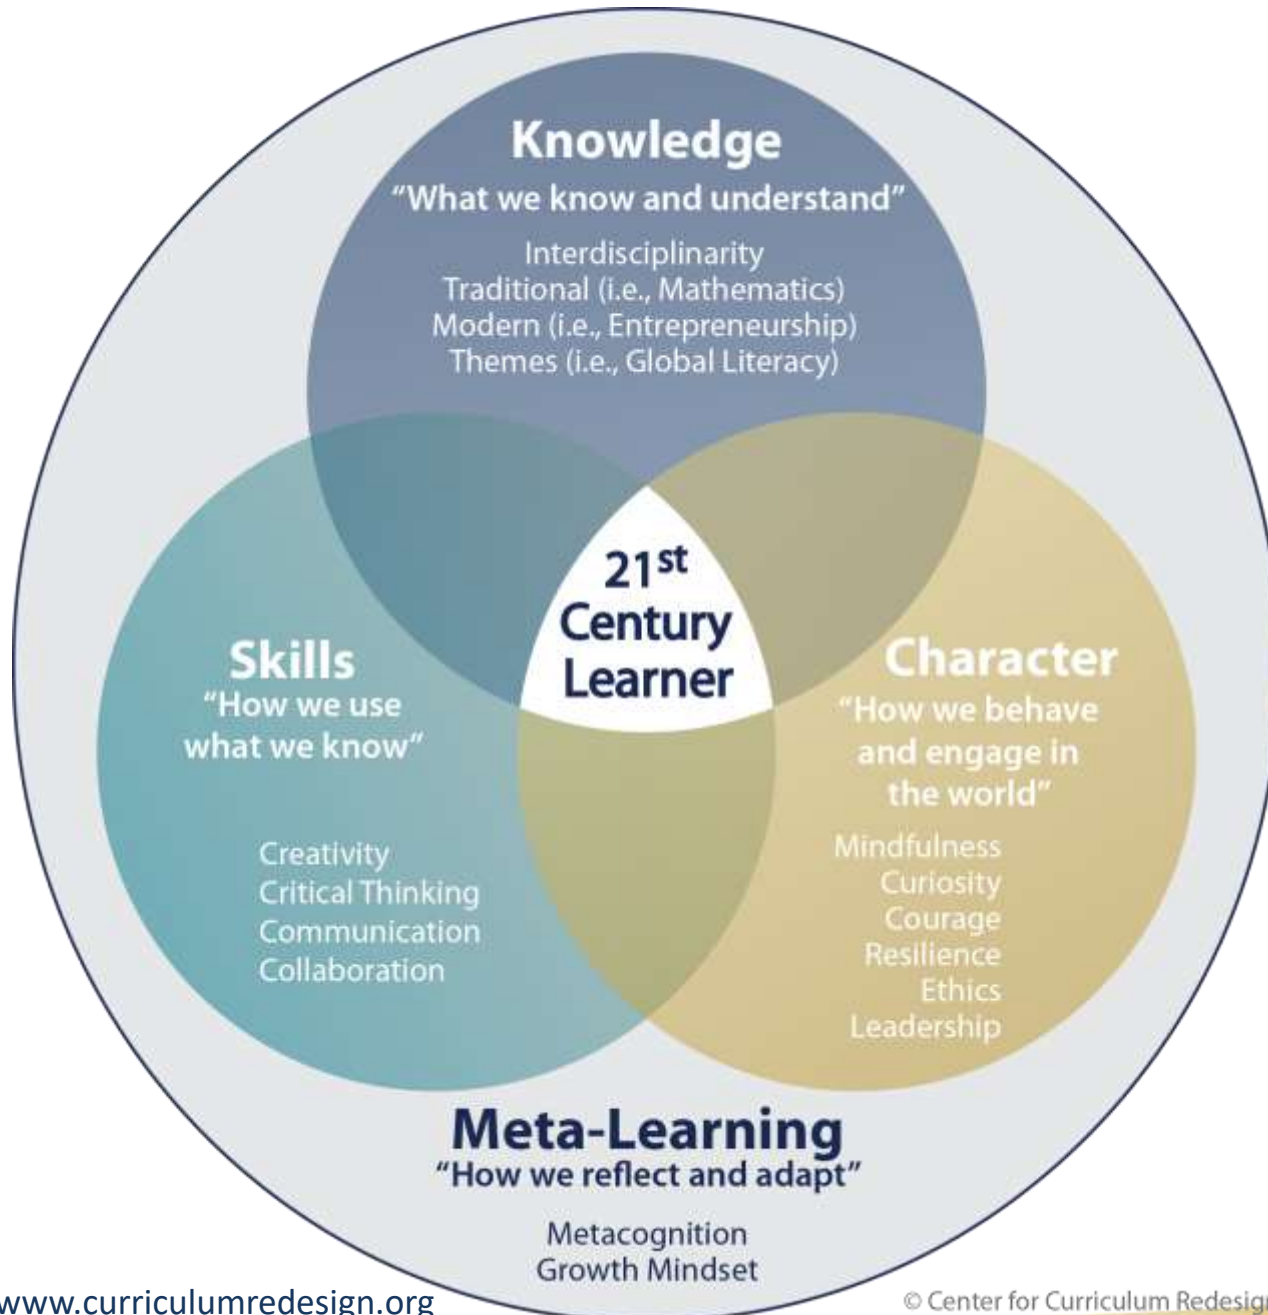 Knowledge
“What we know and understand”
Interdisciplinarity
Traditional (i.e., Mathematics)
Modern (i.e., Entrepreneurship)
Themes (i.e., Global Literacy)
21st
Century
Learner
Skills
“How we use
what we know”
Creativity
Critical Thinking
Communication
Collaboration
Character
“How we behave
and engage in
the world”
Mindfulness
Curiosity
Courage
Resilience
Ethics
Leadership
Meta-Learning
“How we reflect and adapt”
Metacognition
Growth Mindset
www.curriculumredesign.org
© Center for Curriculum Redesign